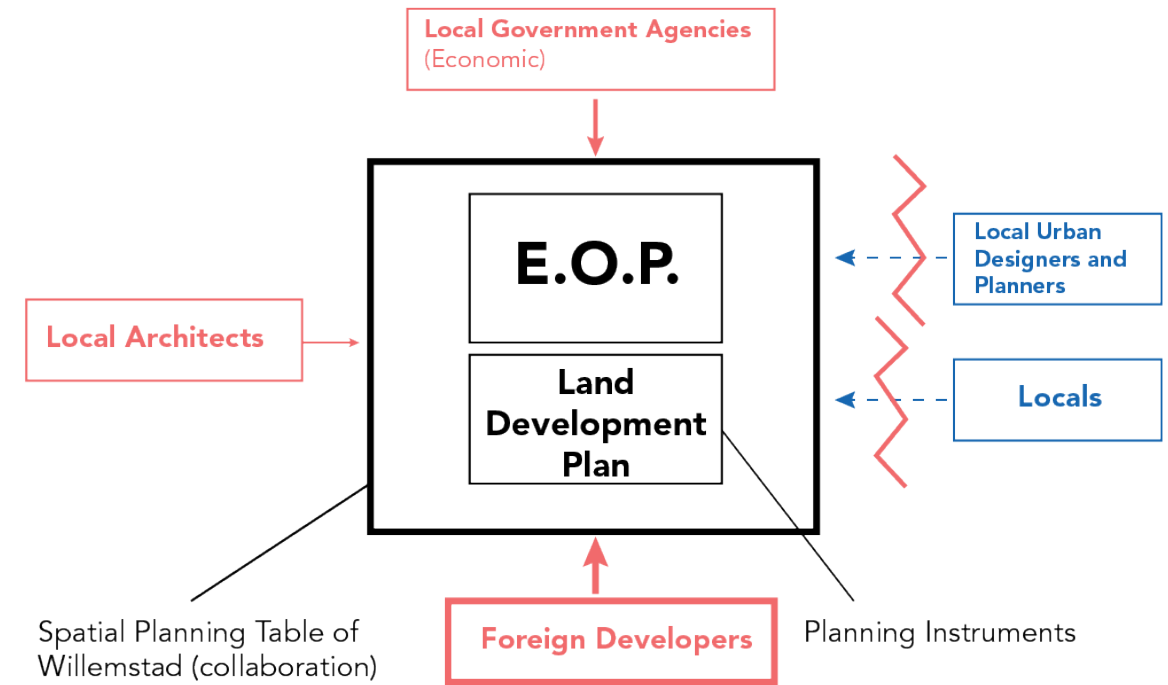 Local Government Agencies
(Economic)
E.O.P.
Local Urban
Designers and
Planners
Local Architects
Land
Development
Plan
Locals
Spatial Planning Table of
Willemstad (collaboration)
Foreign Developers
Planning Instruments